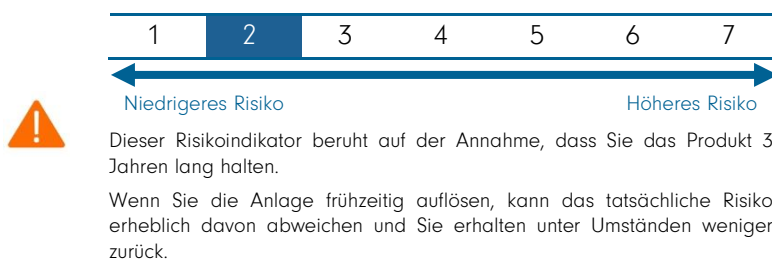 1 2 3 4 5 6 7
Niedrigeres Risiko Höheres Risiko
Dieser Risikoindikator beruht auf der Annahme, dass Sie das Produkt 3
Jahren lang halten.
Wenn Sie die Anlage frühzeitig auflösen, kann das tatsächliche Risiko
erheblich davon abweichen und Sie erhalten unter Umständen weniger
zurück.